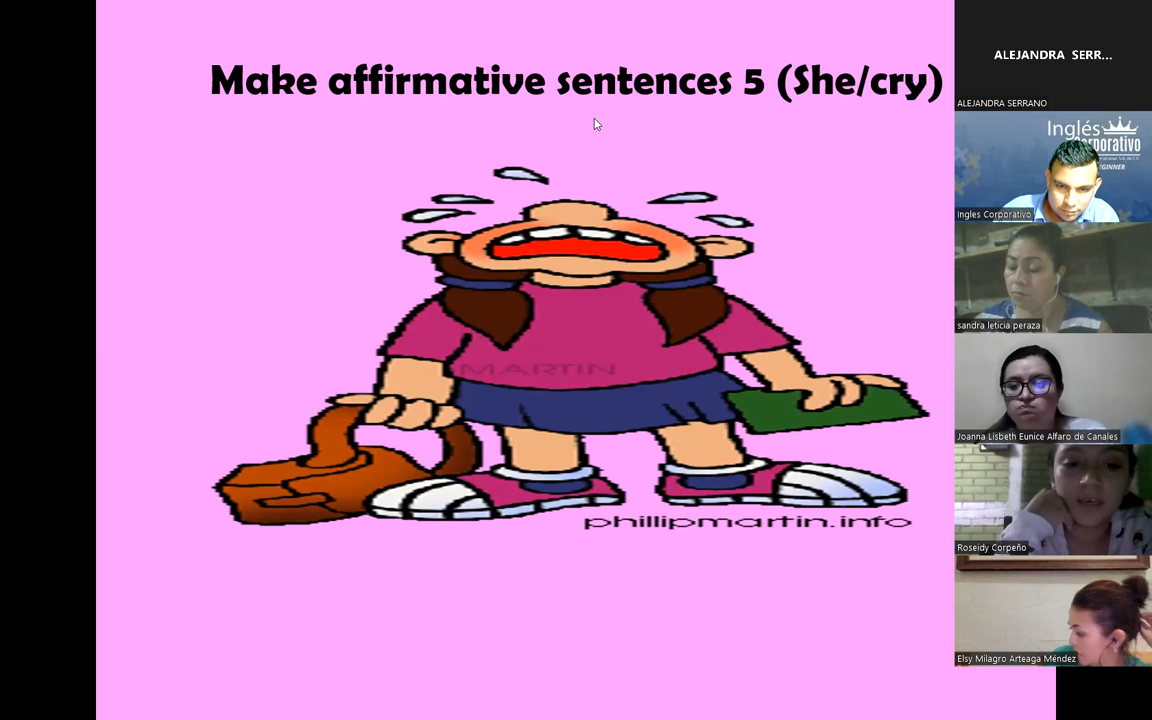 Make affirmative sentences 5 (She/cry)
MARTIN
phillipmartin.info
ALEJANDRA SERR...
ALEJANDRA SERRANO
Inglés
Corporativo
Ingles Corporativo
sandra leticia peraza
Joanna Lisbeth Eunice Alfaro de Canales
Roseidy Corpeño
Elsy Milagro Arteaga Méndez